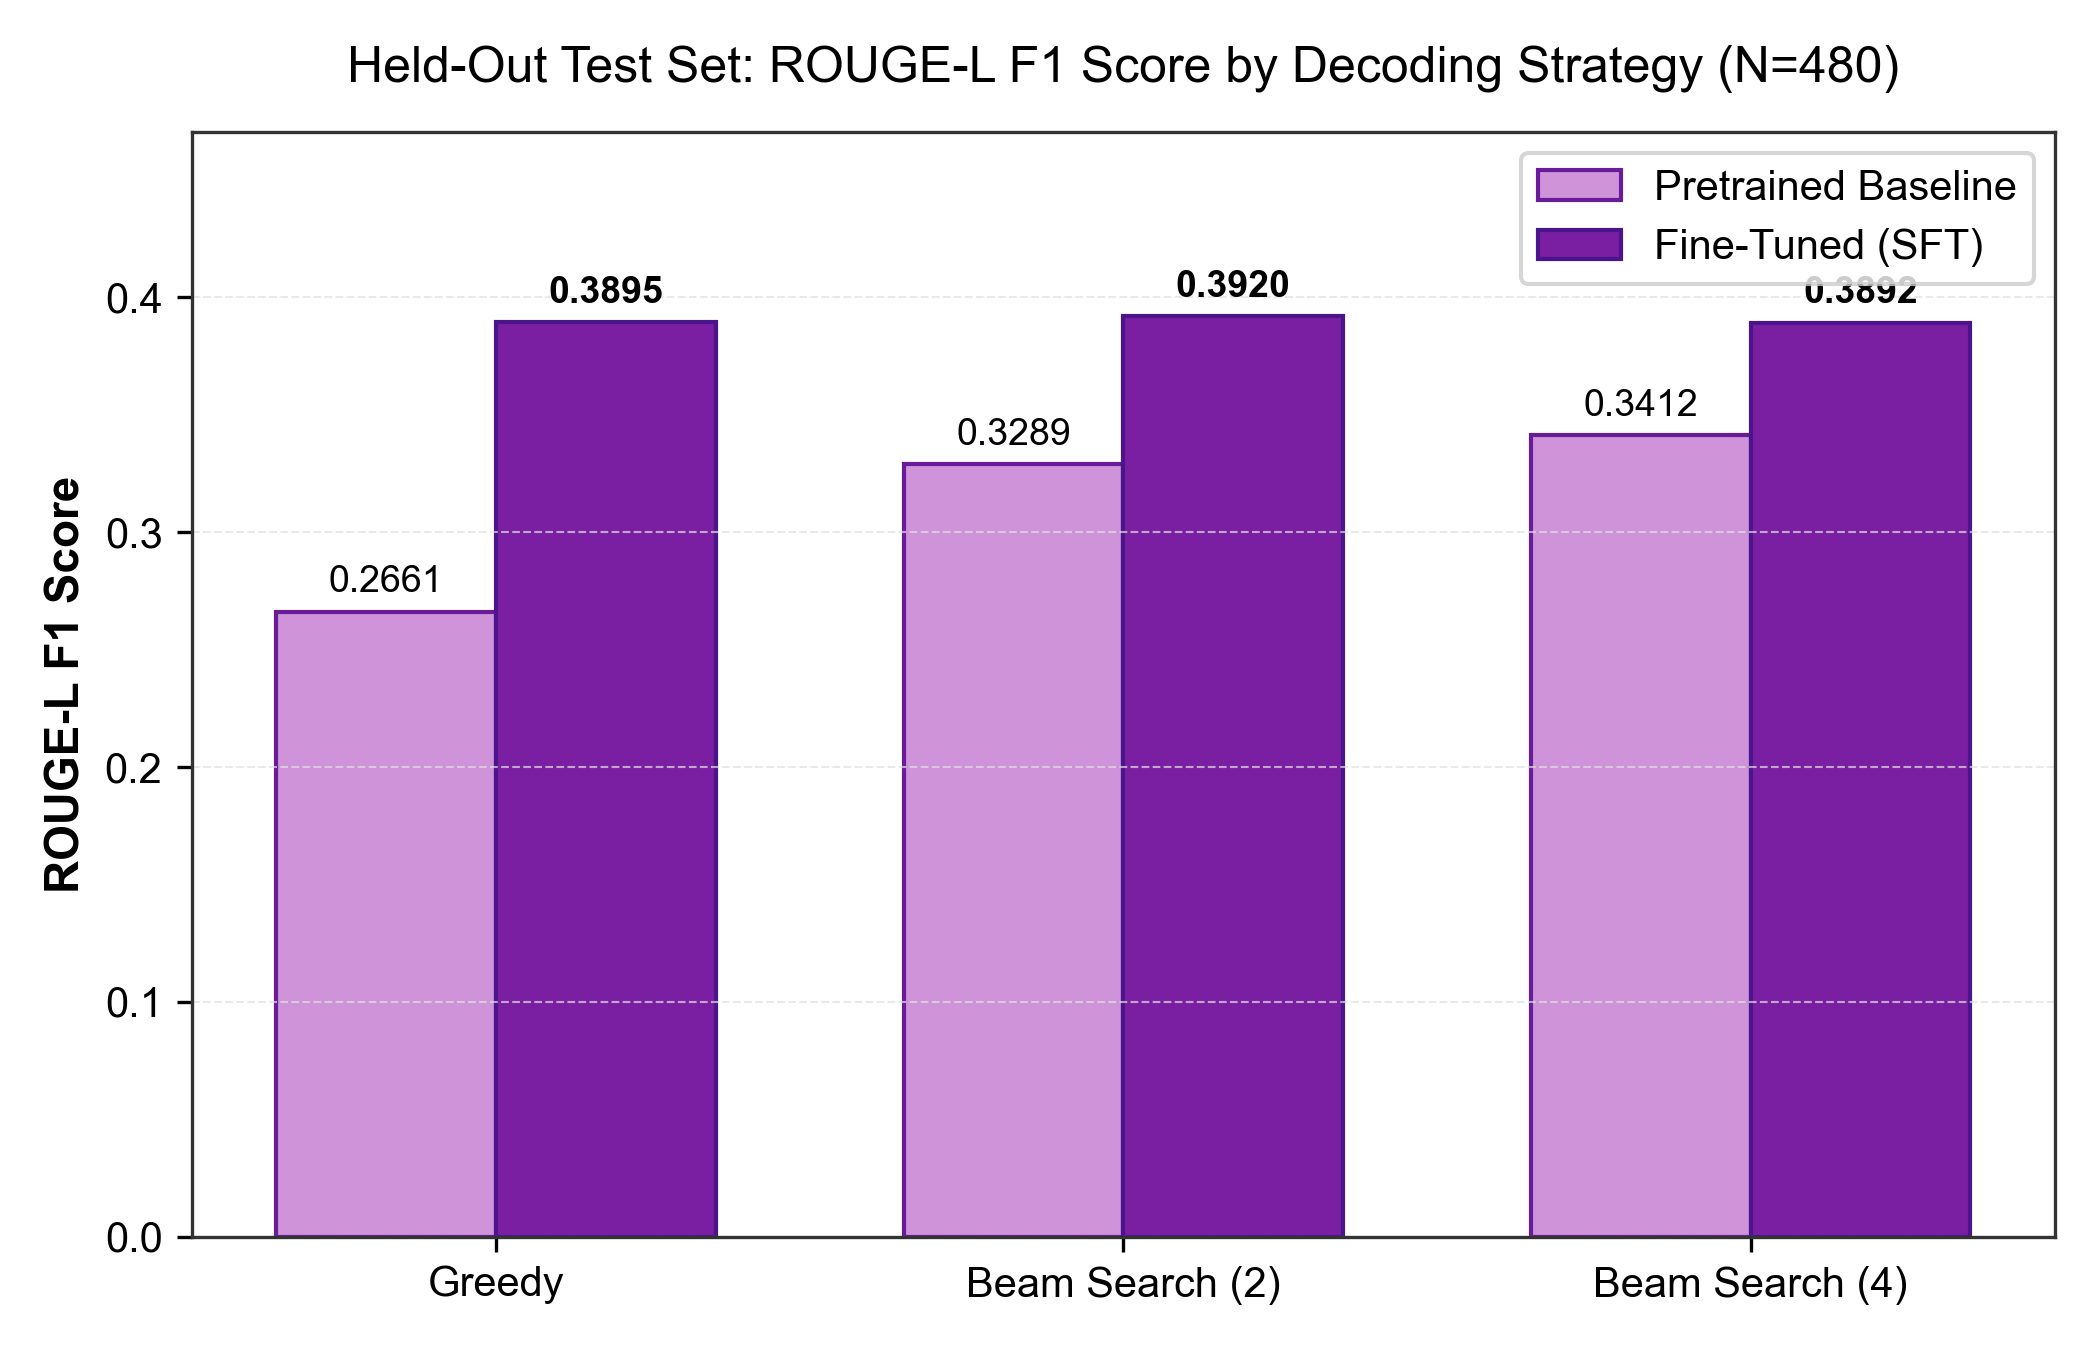 Held-Out Test Set: ROUGE-L F1 Score by Decoding Strategy (N=480)
Pretrained Baseline
Fine-Tuned (SFT)
ROUGE-L F1 Score
0.4
0.3
0.2
0.1
0.0
0.2661
0.3895
0.3289
0.3920
0.3412
0.3892
Greedy
Beam Search (2)
Beam Search (4)